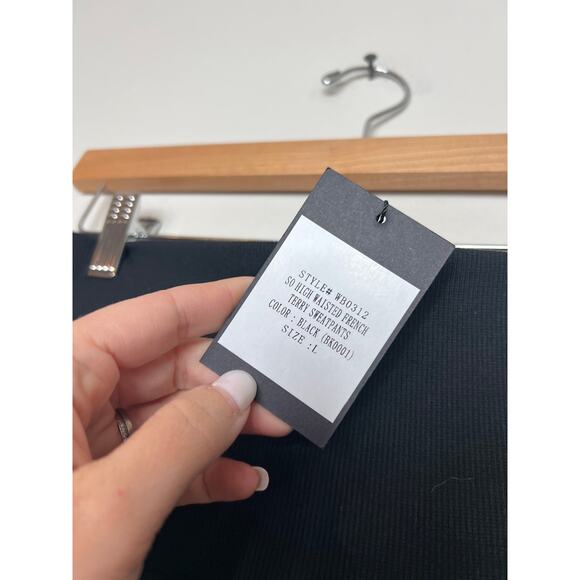 STYLE# WB0312
SO HIGH WAISTED FRENCH
TERRY SWEATPANTS
COLOR : BLACK (BK0001)
SIZE :L